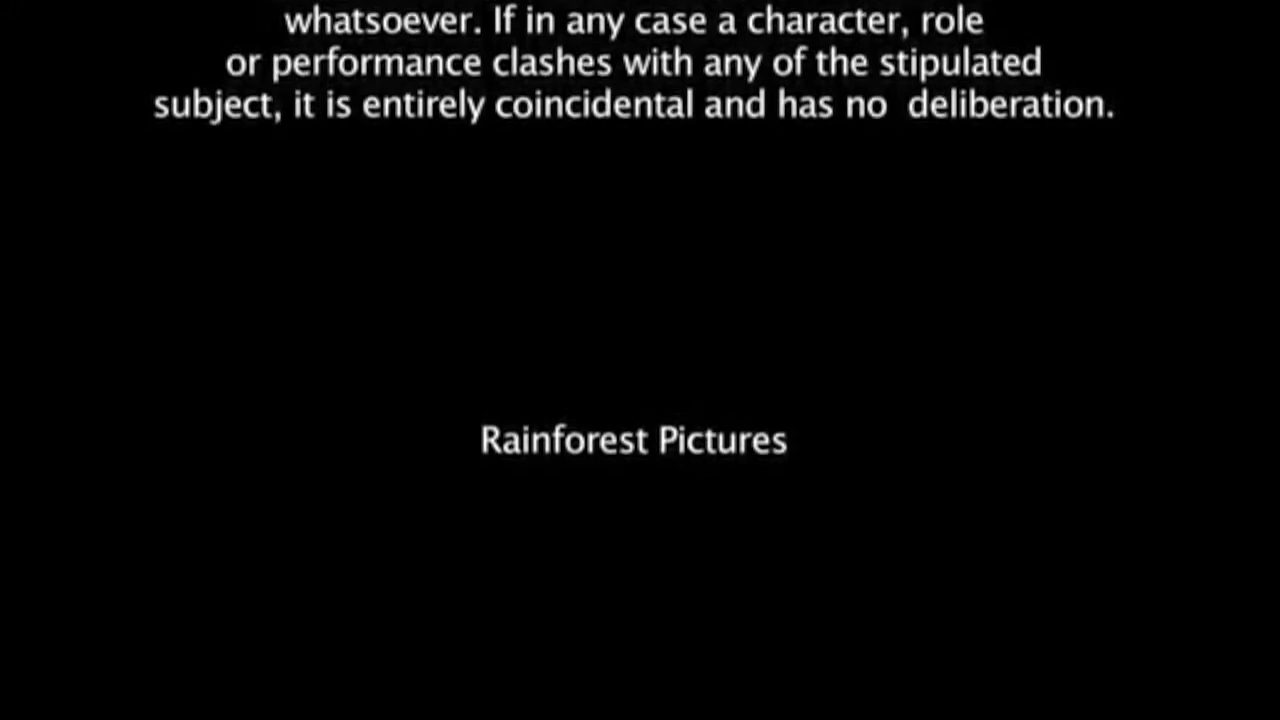 whatsoever. If in any case a character, role
or performance clashes with any of the stipulated
subject, it is entirely coincidental and has no  deliberation.
Rainforest Pictures